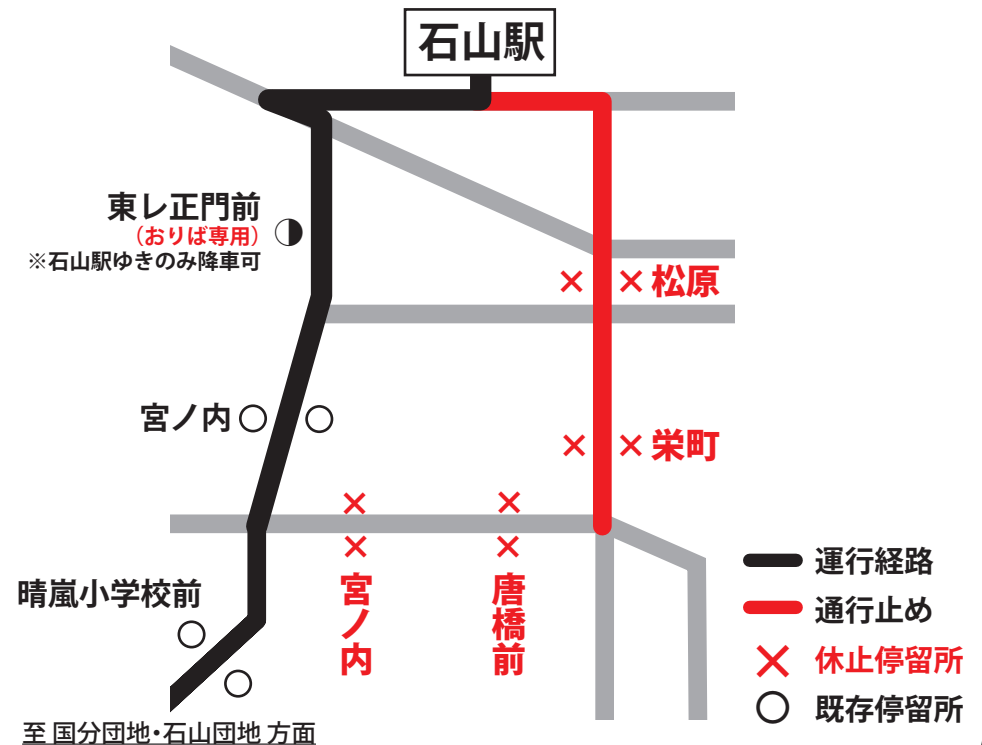 石山駅
東レ正門前
（おりば専用）
※石山駅ゆきのみ降車可
松原
宮ノ内
栄町
晴嵐小学校前
宮ノ内
唐橋前
運行経路
通行止め
休止停留所
既存停留所
至 国分団地・石山団地 方面